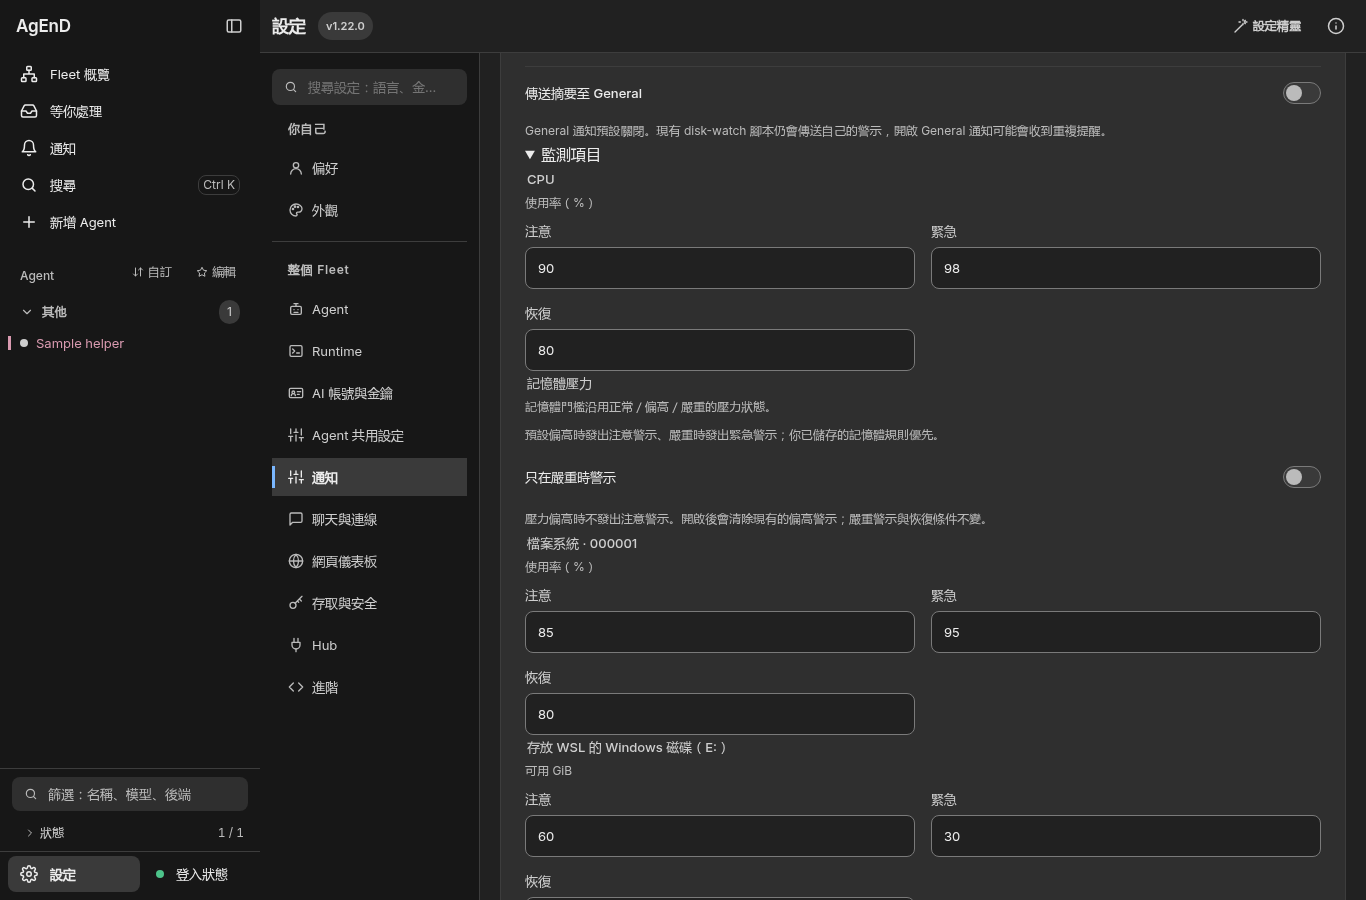 AgEnD
Fleet 概覽
等你處理
通知
搜尋
Ctrl K
新增 Agent
Agent
自訂
編輯
其他
1
Sample helper
篩選：名稱、模型、後端
狀態
1 / 1
設定
登入狀態
設定
v1.22.0
設定精靈
搜尋設定：語言、金...
你自己
偏好
外觀
整個 Fleet
Agent
Runtime
AI 帳號與金鑰
Agent 共用設定
通知
聊天與連線
網頁儀表板
存取與安全
Hub
進階
傳送摘要至 General
General 通知預設關閉。現有 disk-watch 腳本仍會傳送自己的警示，開啟 General 通知可能會收到重複提醒。
▼ 監測項目
CPU
使用率（%）
注意
緊急
90
98
恢復
80
記憶體壓力
記憶體門檻沿用正常 / 偏高 / 嚴重的壓力狀態。
預設偏高時發出注意警示、嚴重時發出緊急警示；你已儲存的記憶體規則優先。
只在嚴重時警示
壓力偏高時不發出注意警示。開啟後會清除現有的偏高警示；嚴重警示與恢復條件不變。
檔案系統 · 000001
使用率（%）
注意
緊急
85
95
恢復
80
存放 WSL 的 Windows 磁碟（E:）
可用 GiB
注意
緊急
60
30
恢復